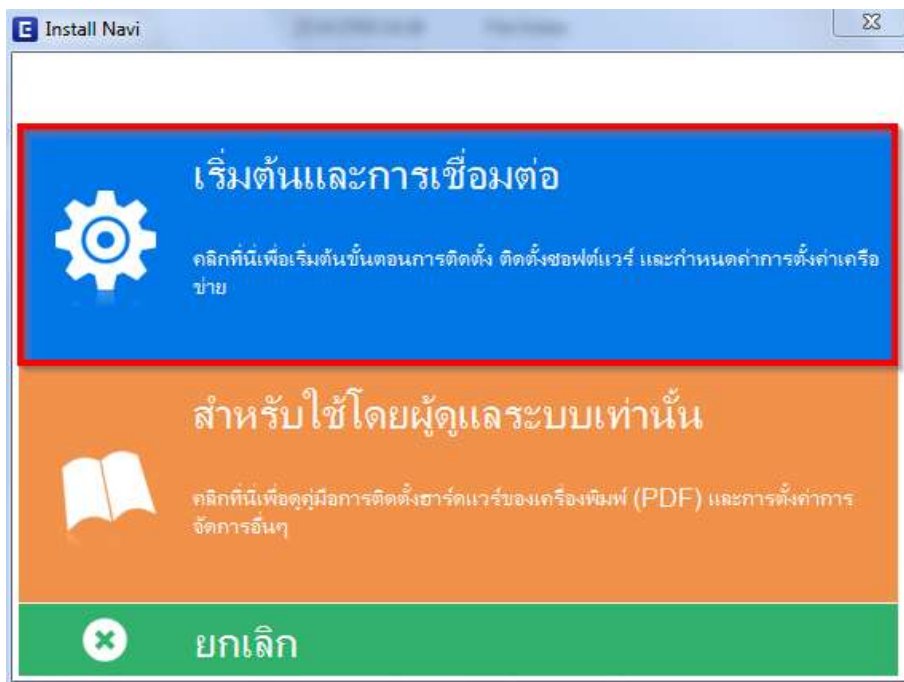 Install Navi
เริ่มต้นและการเชื่อมต่อ
คลิกที่นี่เพื่อเริ่มต้นขั้นตอนการติดตั้ง ติดตั้งซอฟต์แวร์ และกำหนดค่าการตั้งค่าเครือ
ข่าย
สำหรับใช้โดยผู้ดูแลระบบเท่านั้น
คลิกที่นี่เพื่อดูคู่มือการติดตั้งฮาร์ดแวร์ของเครื่องพิมพ์ (PDF) และการตั้งค่าการ
จัดการอื่นๆ
ยกเลิก